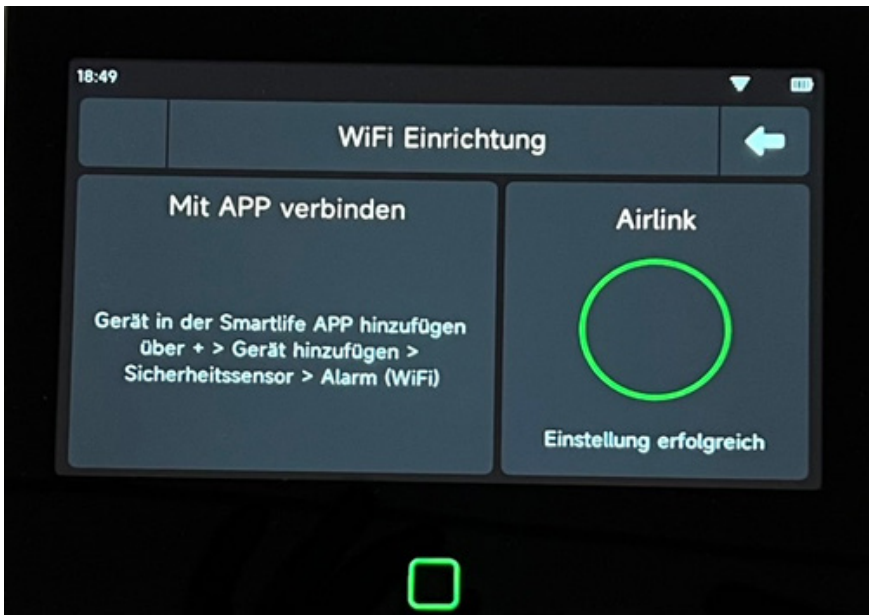 18:49
WiFi Einrichtung
Mit APP verbinden
Gerät in der Smartlife APP hinzufügen
über + > Gerät hinzufügen >
Sicherheitssensor > Alarm (WiFi)
Airlink
Einstellung erfolgreich